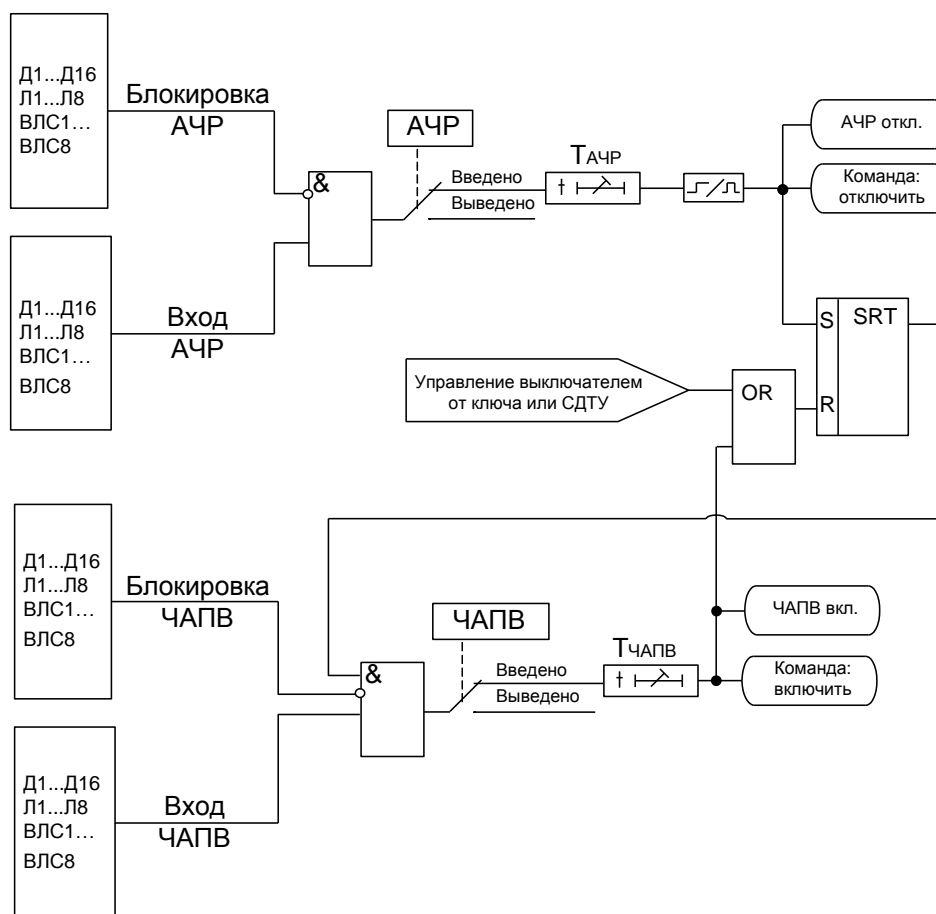 Д1...Д16
Л1...Л8
ВЛС1...
ВЛС8
Блокировка
АЧР
&
АЧР
Введено
Выведено
TАЧР
t
АЧР откл.
Команда:
отключить
Д1...Д16
Л1...Л8
ВЛС1...
ВЛС8
Вход
АЧР
S
SRT
R
Управление выключателем
от ключа или СДТУ
OR
Д1...Д16
Л1...Л8
ВЛС1...
ВЛС8
Блокировка
ЧАПВ
&
ЧАПВ
Введено
Выведено
TЧАПВ
t
ЧАПВ вкл.
Команда:
включить
Д1...Д16
Л1...Л8
ВЛС1...
ВЛС8
Вход
ЧАПВ